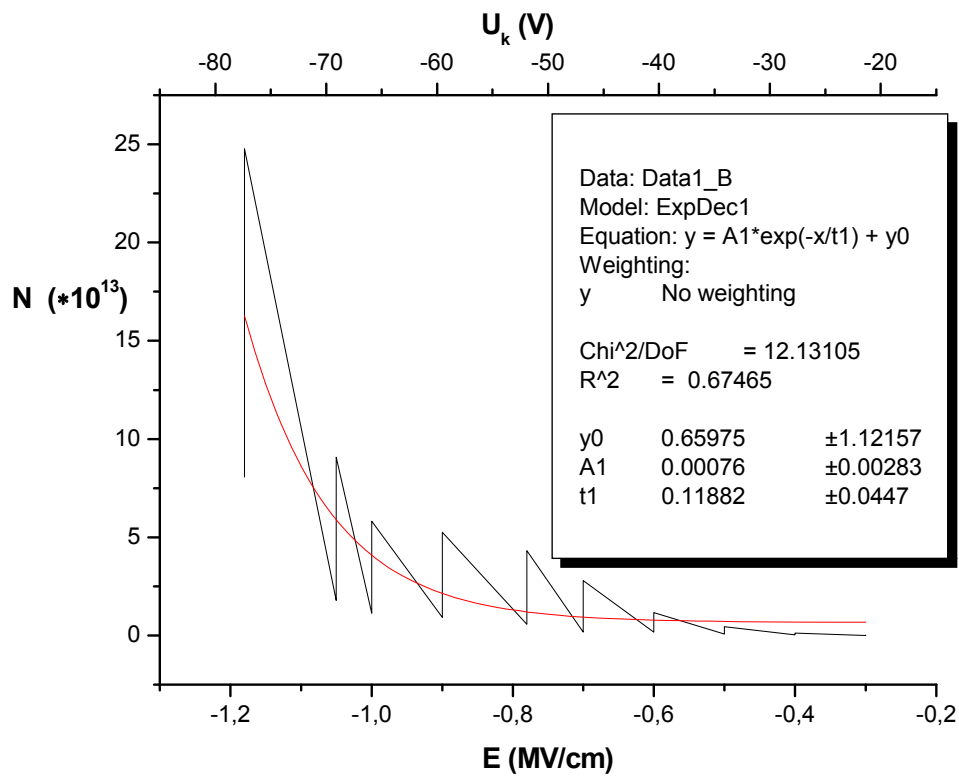 U_k (V)
-80 -70 -60 -50 -40 -30 -20
25
20
N (*10^13)
15
10
5
0
Data: Data1_B
Model: ExpDec1
Equation: y = A1*exp(-x/t1) + y0
Weighting:
y No weighting
Chi^2/DoF = 12.13105
R^2 = 0.67465
y0 0.65975 ±1.12157
A1 0.00076 ±0.00283
t1 0.11882 ±0.0447
-1,2 -1,0 -0,8 -0,6 -0,4 -0,2
E (MV/cm)